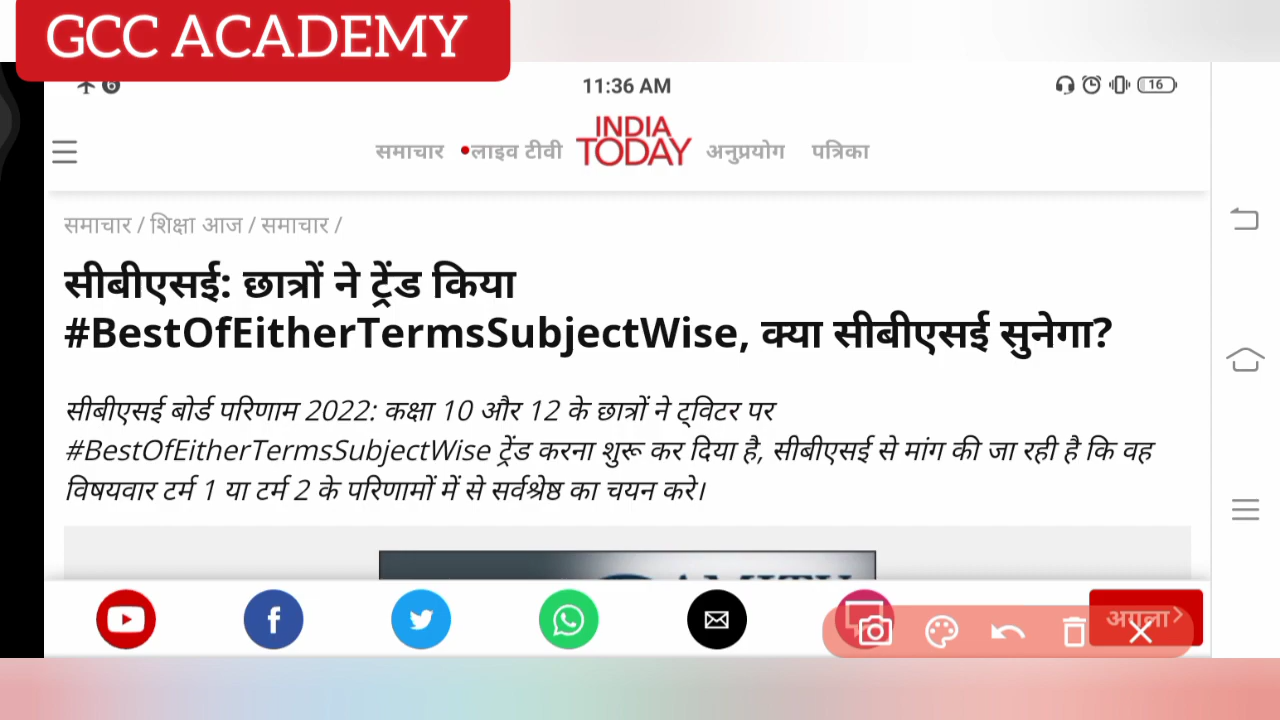 GCC ACADEMY
6
11:36 AM
16
समाचार लाइव टीवी INDIA TODAY अनुप्रयोग पत्रिका
समाचार / शिक्षा आज / समाचार /
सीबीएसई: छात्रों ने ट्रेंड किया
#BestOfEitherTermsSubjectWise, क्या सीबीएसई सुनेगा?
सीबीएसई बोर्ड परिणाम 2022: कक्षा 10 और 12 के छात्रों ने ट्विटर पर
#BestOfEitherTermsSubjectWise ट्रेंड करना शुरू कर दिया है, सीबीएसई से मांग की जा रही है कि वह
विषयवार टर्म 1 या टर्म 2 के परिणामों में से सर्वश्रेष्ठ का चयन करे।
अगला